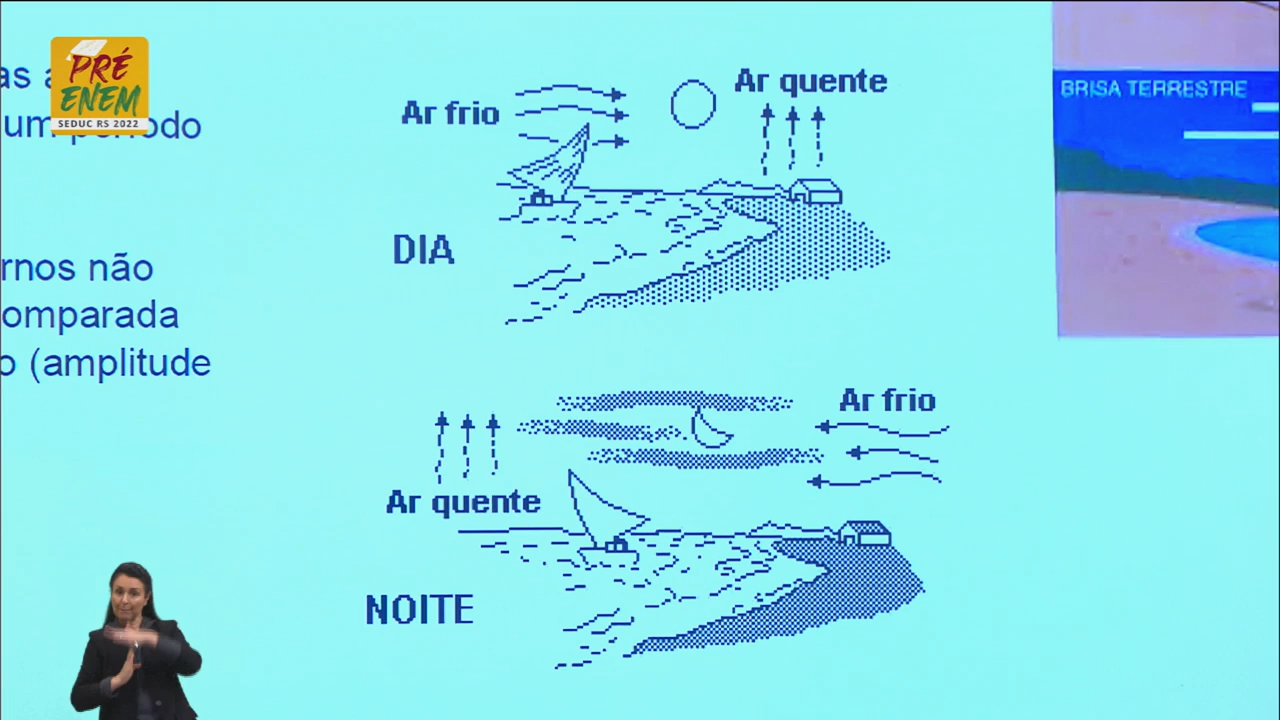 PRÉ
ENEM
SEDUC RS 2022
um período
rnos não
omparada
o (amplitude
Ar frio
Ar quente
DIA
Ar frio
Ar quente
NOITE
BRISA TERRESTRE